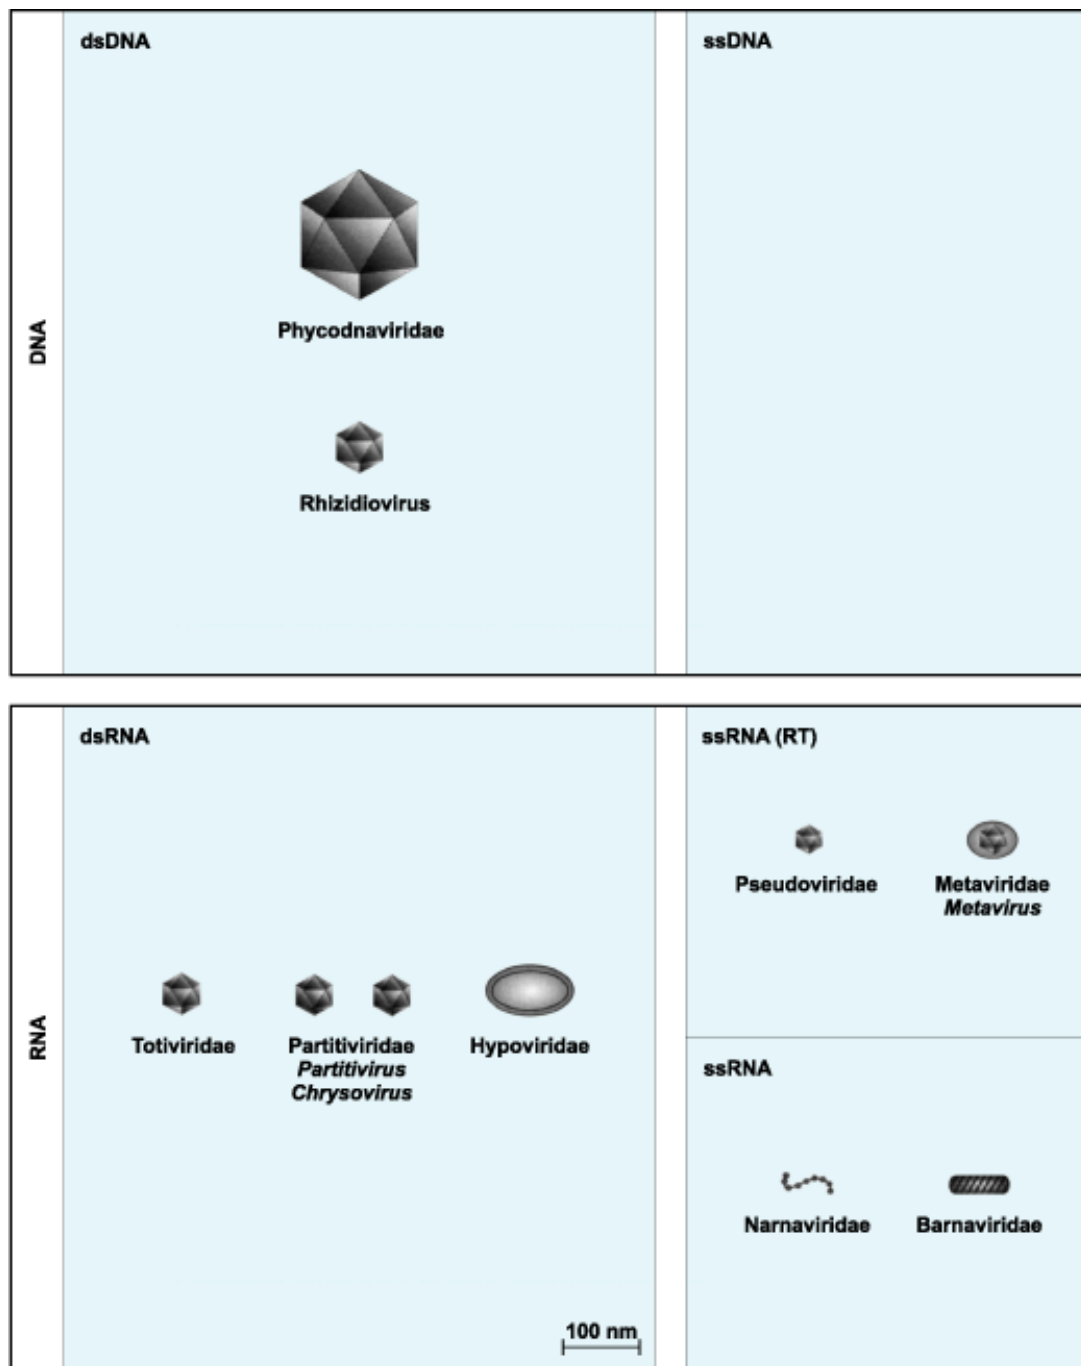 dsDNA
ssDNA
DNA
Phycodnaviridae
Rhizidiovirus
dsRNA
ssRNA (RT)
RNA
Pseudoviridae
Metaviridae
Metavirus
Totiviridae
Partitiviridae
Partitivirus
Chrysovirus
Hypoviridae
ssRNA
Narnaviridae
Barnaviridae
100 nm